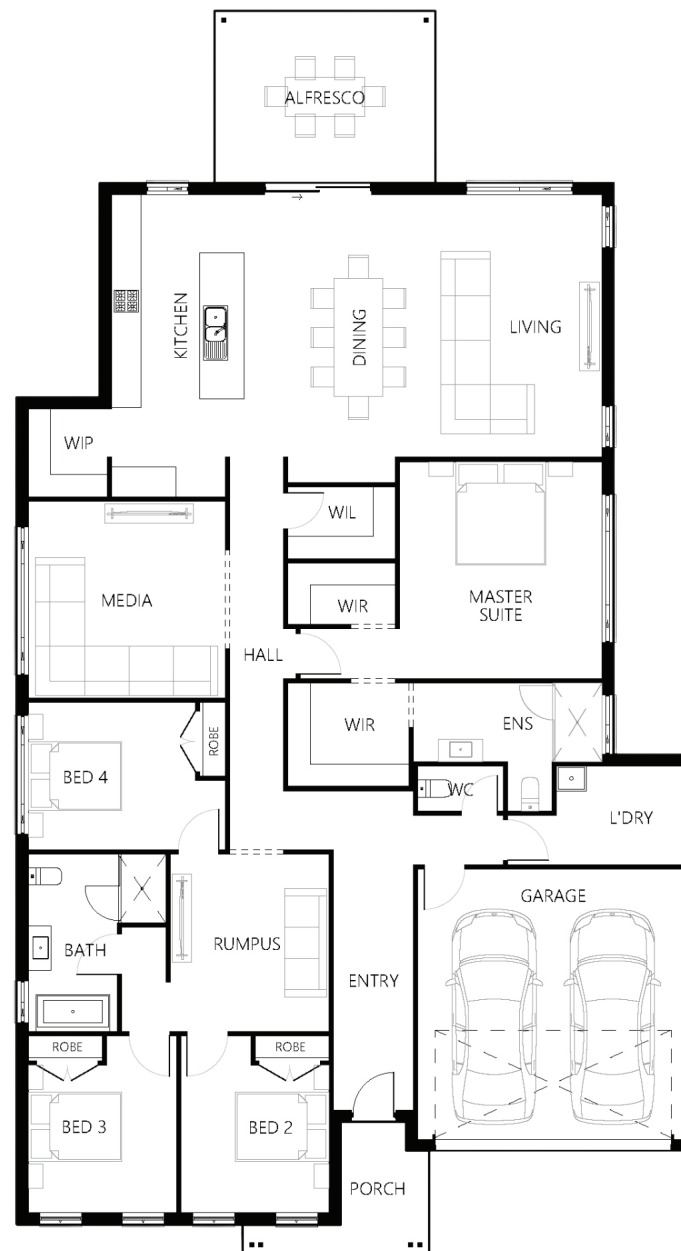 ALFRESCO
KITCHEN
DINING
LIVING
WIP
WIL
MEDIA
WIR
MASTER
SUITE
HALL
WIR
ENS
ROBE
BED 4
WC
L'DRY
GARAGE
BATH
RUMPUS
ENTRY
ROBE
ROBE
BED 3
BED 2
PORCH